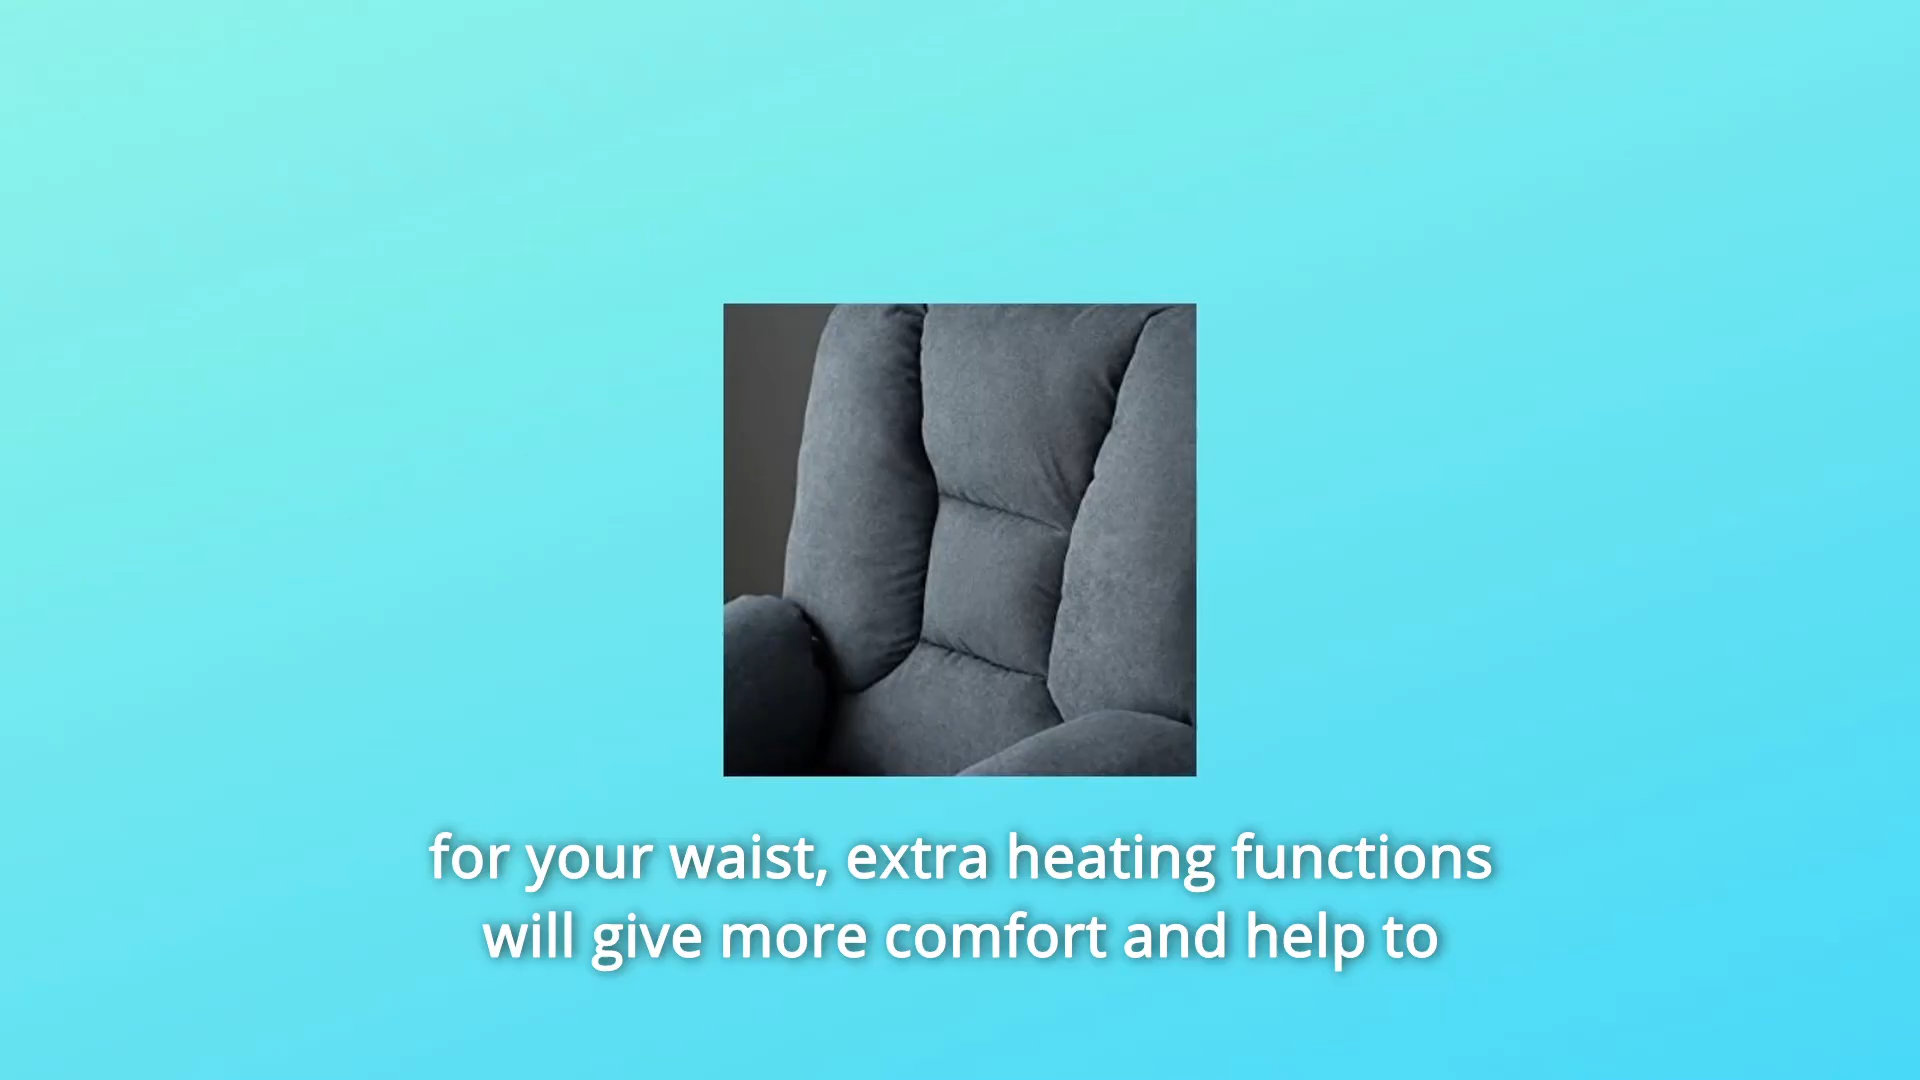 for your waist, extra heating functions
will give more comfort and help to